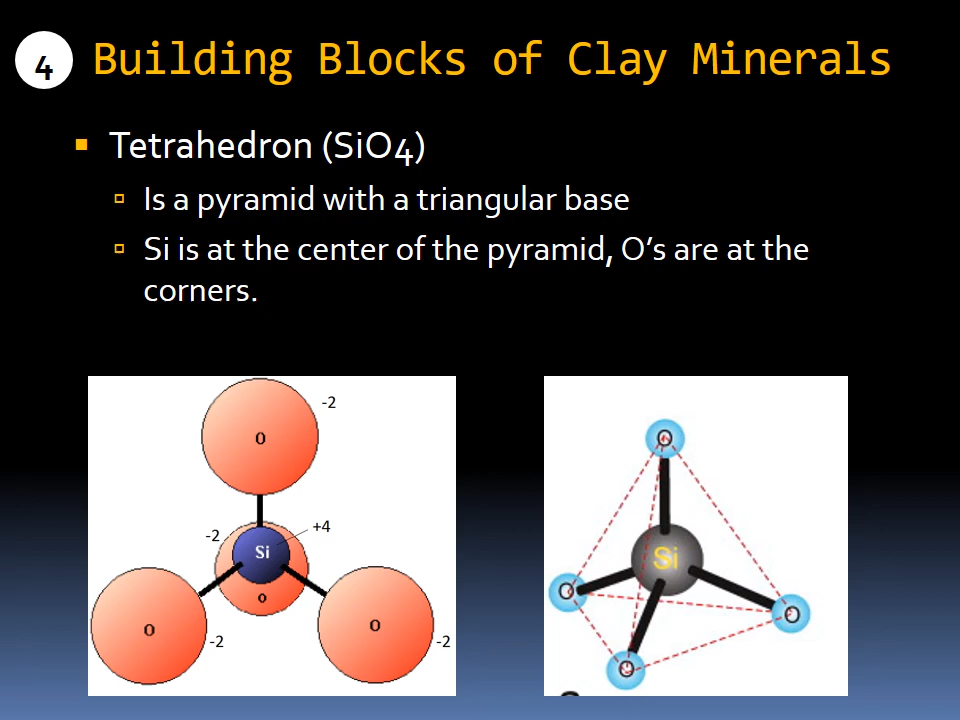 4
Building Blocks of Clay Minerals
Tetrahedron (SiO4)
Is a pyramid with a triangular base
Si is at the center of the pyramid, O’s are at the
corners.
-2
O
-2
+4
Si
O
O
-2
O
-2
O
Si
O
O
O